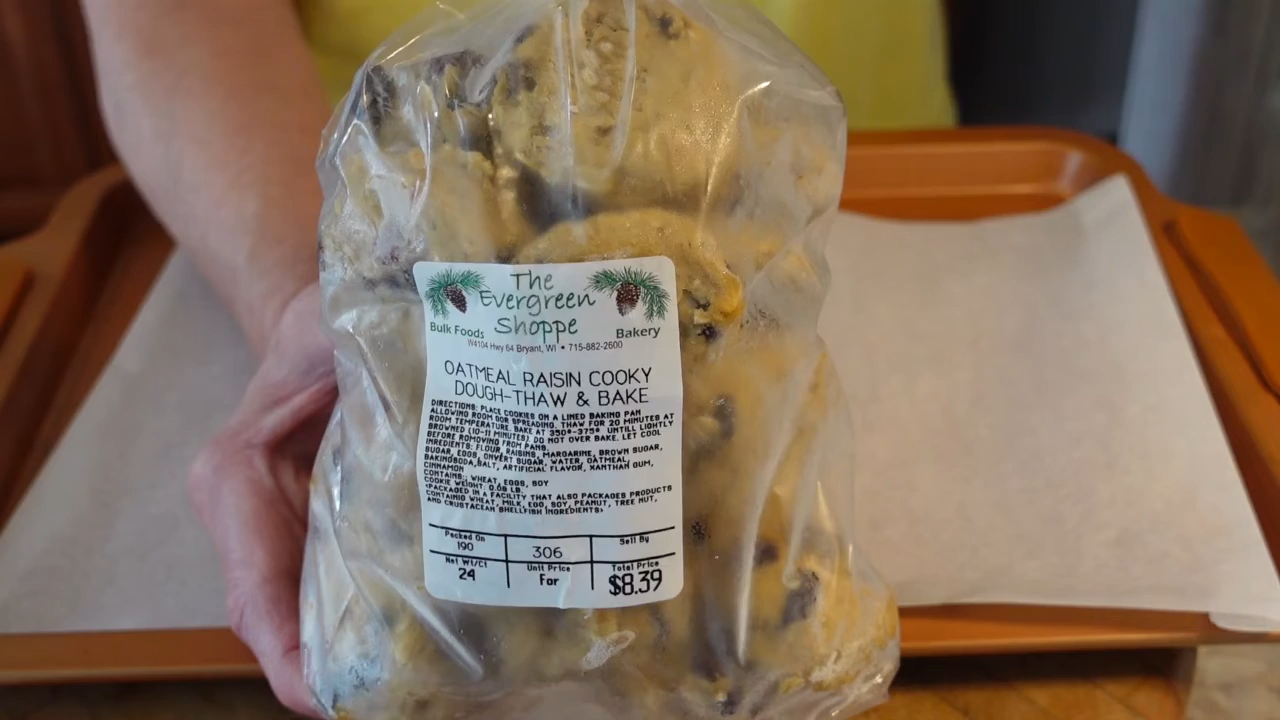 The
Evergreen
Shoppe
Bulk Foods Bakery
W4104 Hwy 64 Bryant, WI • 715-882-2600
OATMEAL RAISIN COOKY
DOUGH-THAW & BAKE
DIRECTIONS: PLACE COOKIES ON A LINED BAKING PAN
ALLOWING ROOM FOR SPREADING. THAW FOR 20 MINUTES AT
ROOM TEMPERATURE. BAKE AT 350°-375° UNTILL LIGHTLY
BROWNED (10-11 MINUTES). DO NOT OVER BAKE. LET COOL
BEFORE ROMOVING FROM PANS.
INREDIENTS: FLOUR, RAISINS, MARGARINE, BROWN SUGAR,
SUGAR, EGGS, ONVERT SUGAR, WATER, OATMEAL,
BAKINGSODA, SALT, ARTIFICIAL FLAVOR, XANTHAN GUM,
CINNAMON
CONTAINS: WHEAT, EGGS, SOY
COOKIE WEIGHT: 0.08 LB.
*PACKAGED IN A FACILITY THAT ALSO PACKAGES PRODUCTS
CONTAINIG WHEAT, MILK, EGG, SOY, PEANUT, TREE NUT,
AND CRUSTACEAN SHELLFISH INGREDIENTS*
Packed On Sell By
190 306
Net Wt/Ct Unit Price Total Price
24 For $8.39